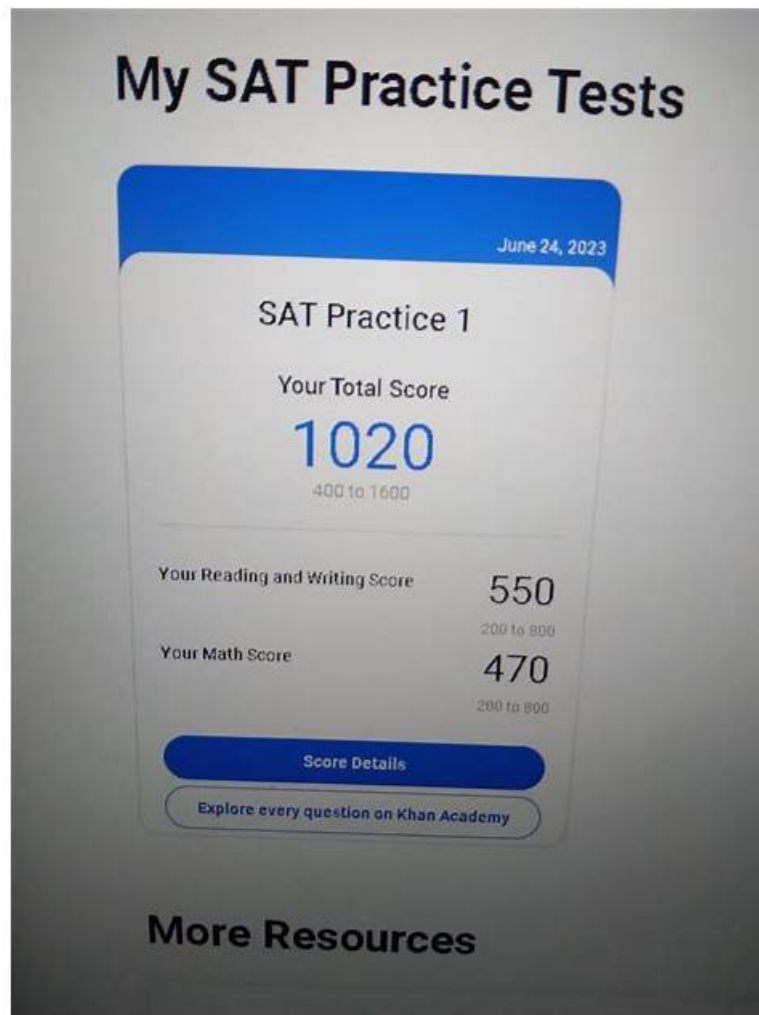 My SAT Practice Tests
June 24, 2023
SAT Practice 1
Your Total Score
1020
400 to 1600
Your Reading and Writing Score 550
200 to 800
Your Math Score 470
200 to 800
Score Details
Explore every question on Khan Academy
More Resources